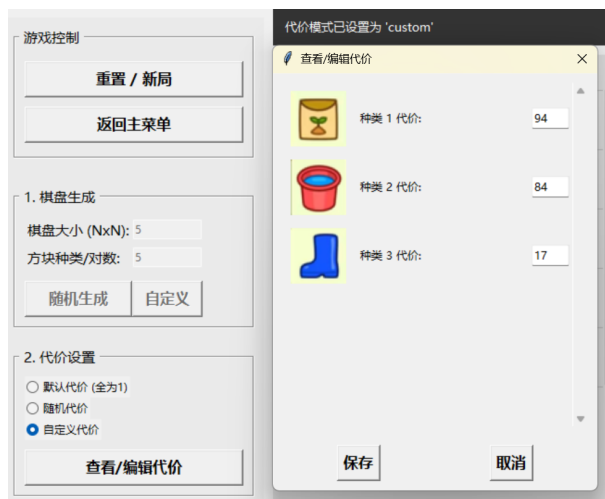 游戏控制
重置 / 新局
返回主菜单
1. 棋盘生成
棋盘大小 (NxN): 5
方块种类/对数: 5
随机生成 自定义
2. 代价设置
默认代价 (全为1)
随机代价
自定义代价
查看/编辑代价
代价模式已设置为 'custom'
查看/编辑代价
种类 1 代价: 94
种类 2 代价: 84
种类 3 代价: 17
保存 取消